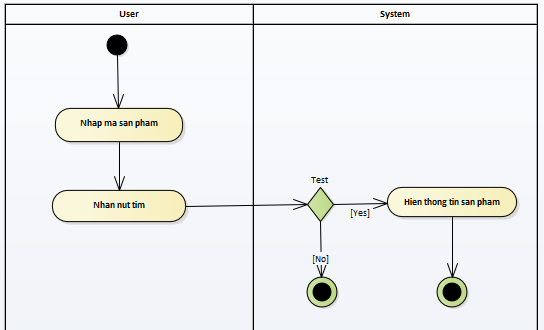 User
System
Nhap ma san pham
Nhan nut tim
Test
[Yes]
Hien thong tin san pham
[No]